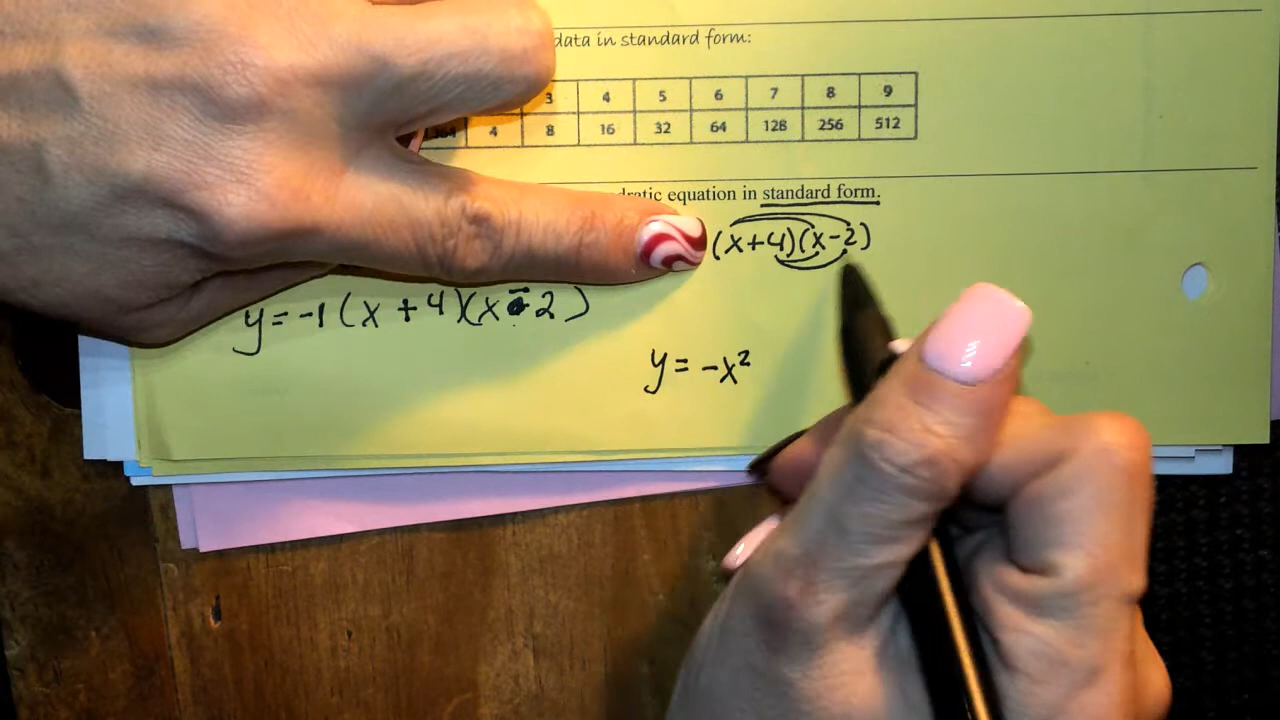 data in standard form:
3 4 5 6 7 8 9
4 8 16 32 64 128 256 512
equation in standard form.
(x+4)(x-2)
y=-1(x+4)(x-2)
y=-x²